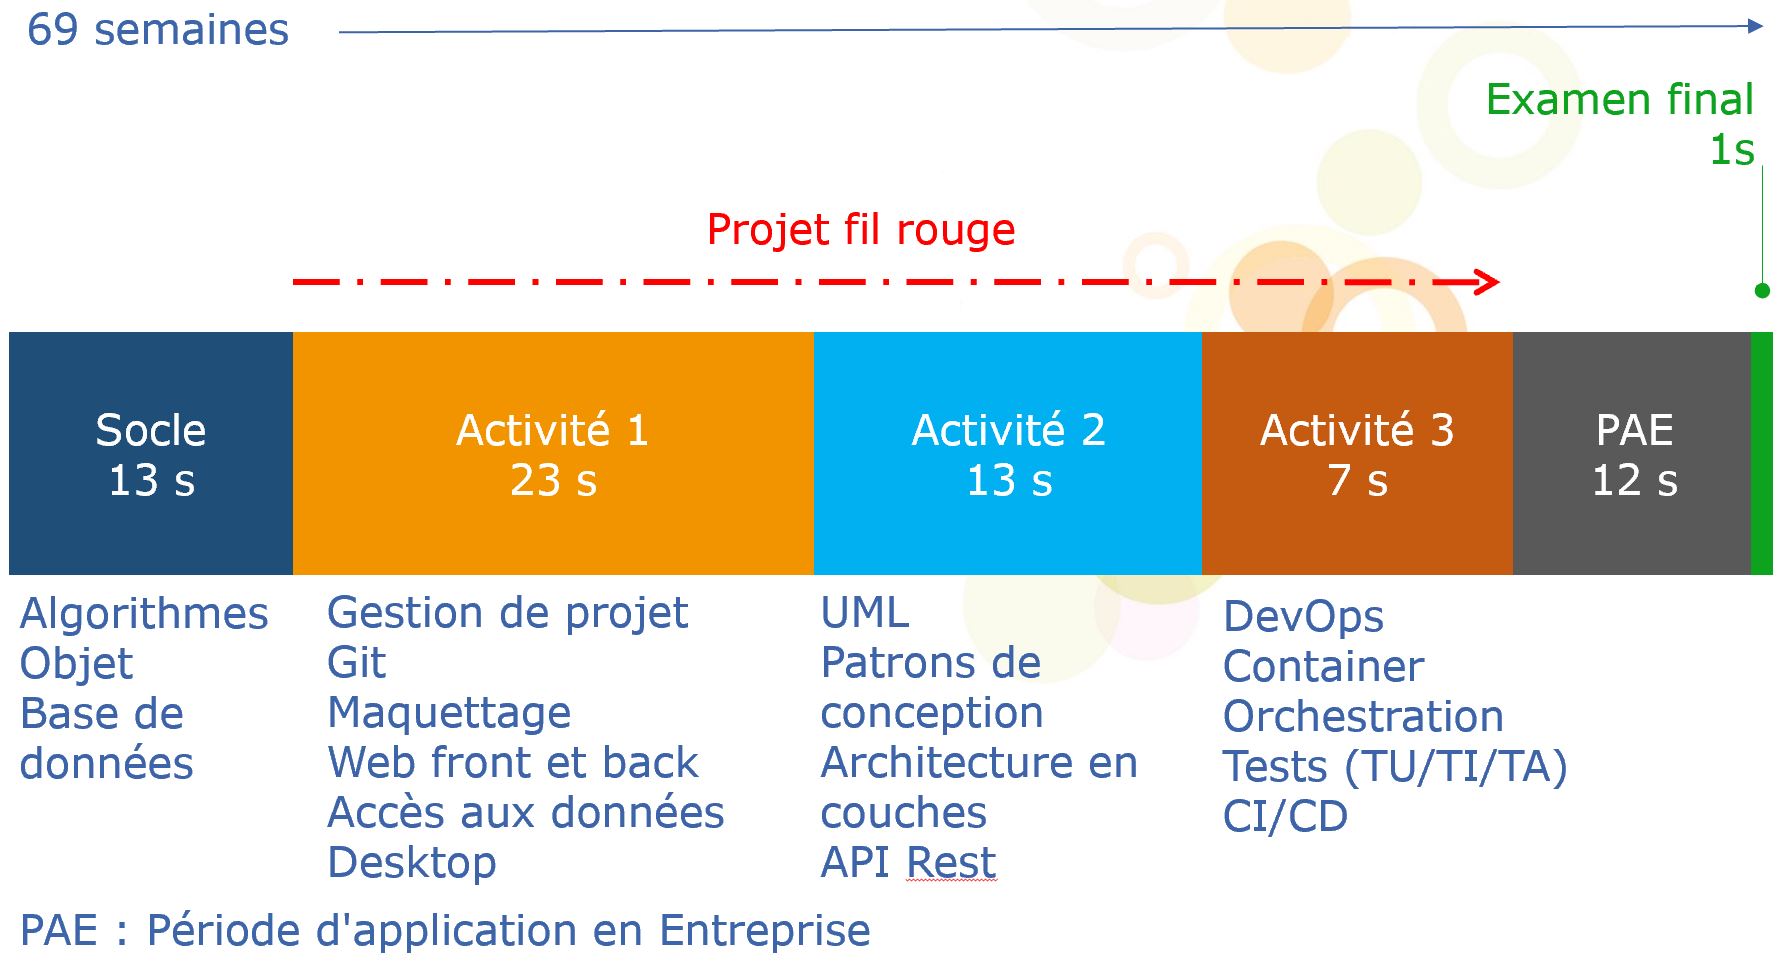 69 semaines
Examen final
1s
Projet fil rouge
Socle
13 s
Activité 1
23 s
Activité 2
13 s
Activité 3
7 s
PAE
12 s
Algorithmes
Objet
Base de
données
Gestion de projet
Git
Maquettage
Web front et back
Accès aux données
Desktop
UML
Patrons de
conception
Architecture en
couches
API Rest
DevOps
Container
Orchestration
Tests (TU/TI/TA)
CI/CD
PAE : Période d'application en Entreprise